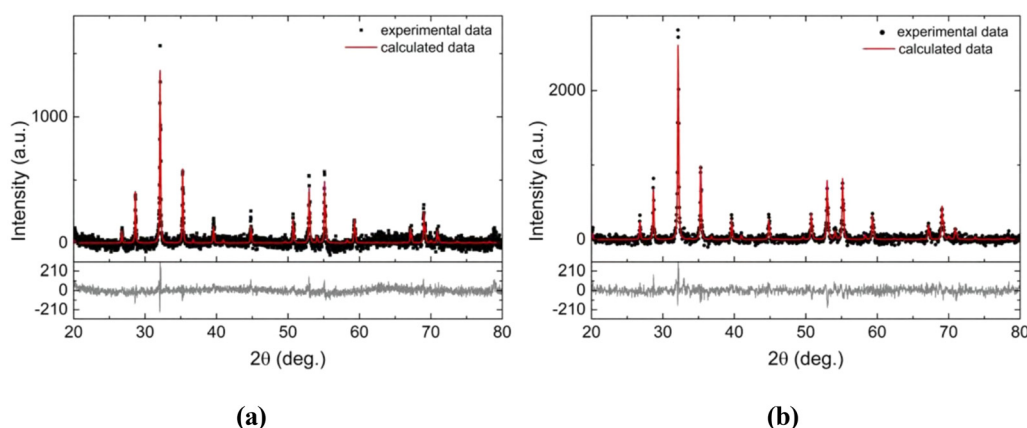 experimental data
calculated data
1000
0
Intensity (a.u.)
210
0
-210
20 30 40 50 60 70 80
2θ (deg.)
(a)
experimental data
calculated data
2000
0
Intensity (a.u.)
210
0
-210
20 30 40 50 60 70 80
2θ (deg.)
(b)